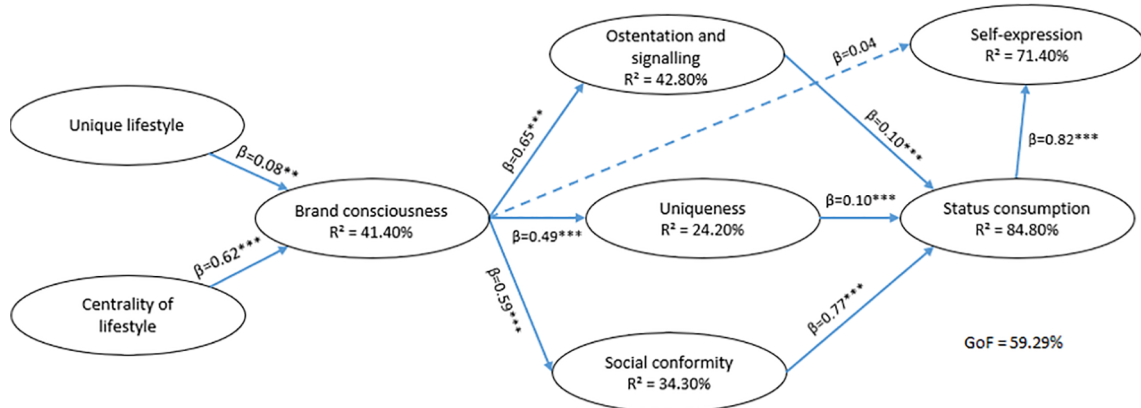 Ostentation and
signalling
R² = 42.80%
Self-expression
R² = 71.40%
β=0.04
Unique lifestyle
β=0.08**
β=0.65***
β=0.10***
β=0.82***
Brand consciousness
R² = 41.40%
β=0.49***
Uniqueness
R² = 24.20%
β=0.10***
Status consumption
R² = 84.80%
β=0.62***
Centrality of
lifestyle
β=0.59***
β=0.77***
Social conformity
R² = 34.30%
GoF = 59.29%